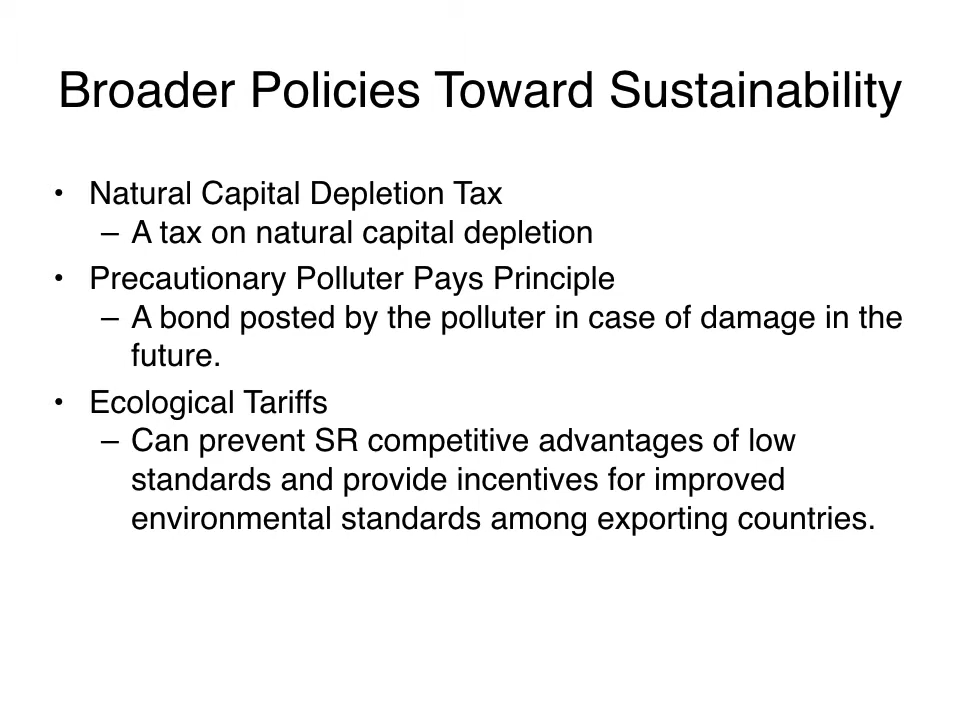 Broader Policies Toward Sustainability
• Natural Capital Depletion Tax
– A tax on natural capital depletion
• Precautionary Polluter Pays Principle
– A bond posted by the polluter in case of damage in the
future.
• Ecological Tariffs
– Can prevent SR competitive advantages of low
standards and provide incentives for improved
environmental standards among exporting countries.